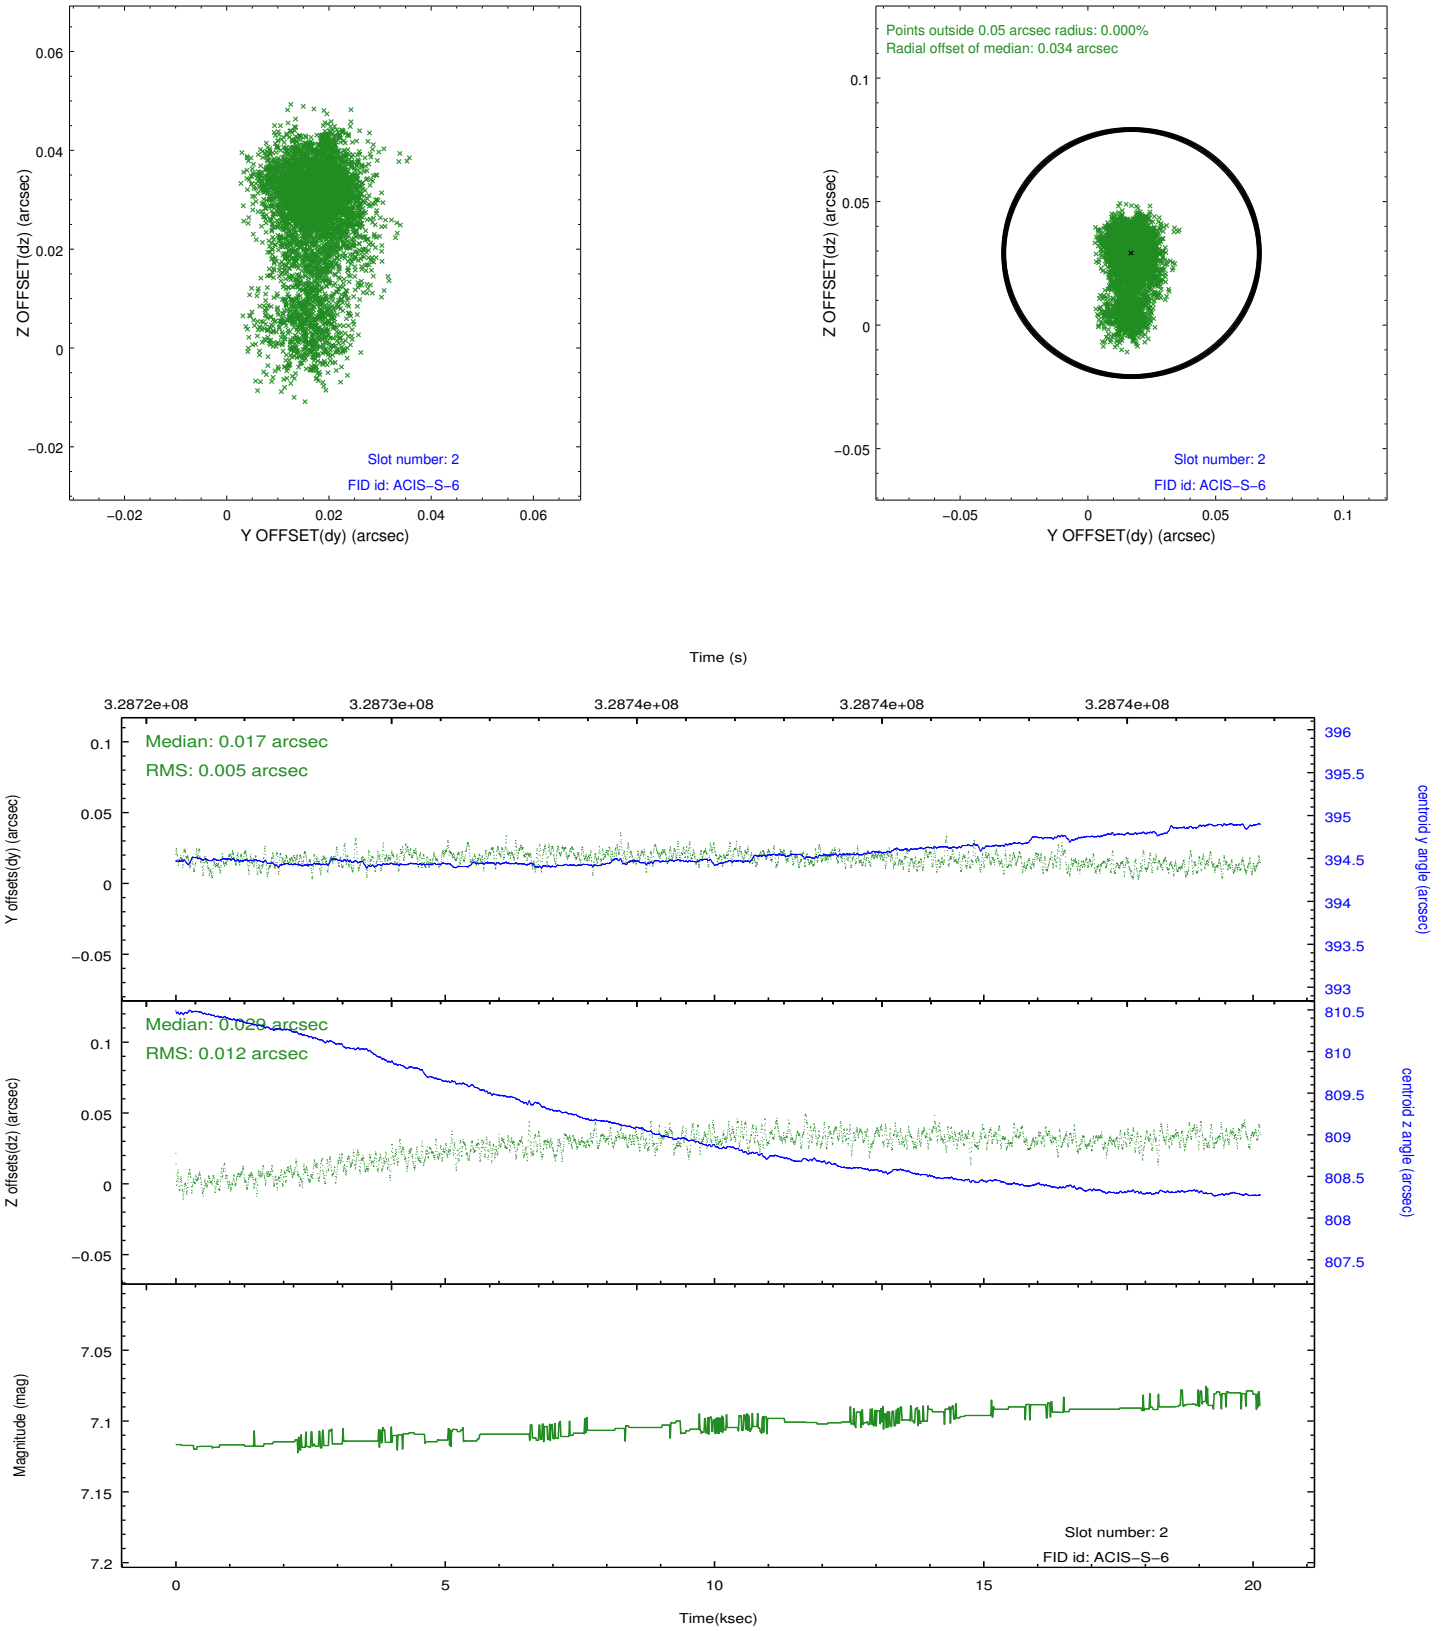 0.06
0.04
0.02
0
−0.02
−0.02
0
0.02
0.04
0.06
Z OFFSET(dz) (arcsec)
Y OFFSET(dy) (arcsec)
Slot number: 2
FID id: ACIS−S−6
Points outside 0.05 arcsec radius: 0.000%
Radial offset of median: 0.034 arcsec
0.1
0.05
0
−0.05
−0.05
0
0.05
0.1
Z OFFSET(dz) (arcsec)
Y OFFSET(dy) (arcsec)
Slot number: 2
FID id: ACIS−S−6
Time (s)
3.2872e+08
3.2873e+08
3.2874e+08
3.2874e+08
3.2874e+08
Median: 0.017 arcsec
RMS: 0.005 arcsec
0.1
0.05
0
−0.05
Y offsets(dy) (arcsec)
396
395.5
395
394.5
394
393.5
393
centroid y angle (arcsec)
Median: 0.029 arcsec
RMS: 0.012 arcsec
0.1
0.05
0
−0.05
Z offsets(dz) (arcsec)
810.5
810
809.5
809
808.5
808
807.5
centroid z angle (arcsec)
7.05
7.1
7.15
7.2
Magnitude (mag)
Slot number: 2
FID id: ACIS−S−6
0
5
10
15
20
Time(ksec)